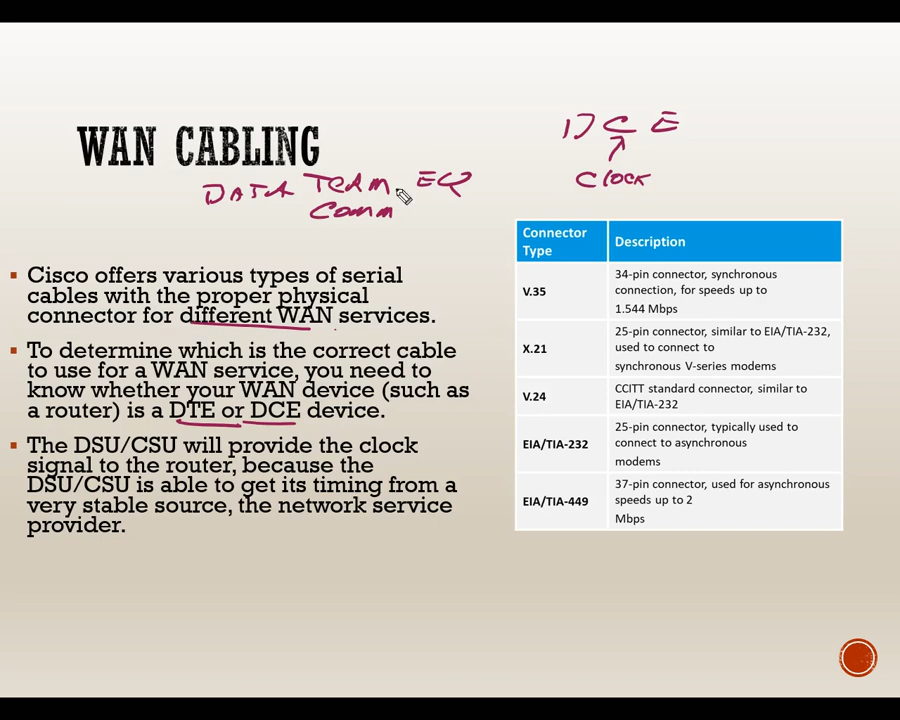 WAN CABLING
D C E
CLOCK
DATA TERM EQ
COMM
Cisco offers various types of serial
cables with the proper physical
connector for different WAN services.
To determine which is the correct cable
to use for a WAN service, you need to
know whether your WAN device (such as
a router) is a DTE or DCE device.
The DSU/CSU will provide the clock
signal to the router, because the
DSU/CSU is able to get its timing from a
very stable source, the network service
provider.
Connector
Type
Description
V.35
34-pin connector, synchronous
connection, for speeds up to
1.544 Mbps
X.21
25-pin connector, similar to EIA/TIA-232,
used to connect to
synchronous V-series modems
V.24
CCITT standard connector, similar to
EIA/TIA-232
EIA/TIA-232
25-pin connector, typically used to
connect to asynchronous
modems
EIA/TIA-449
37-pin connector, used for asynchronous
speeds up to 2
Mbps